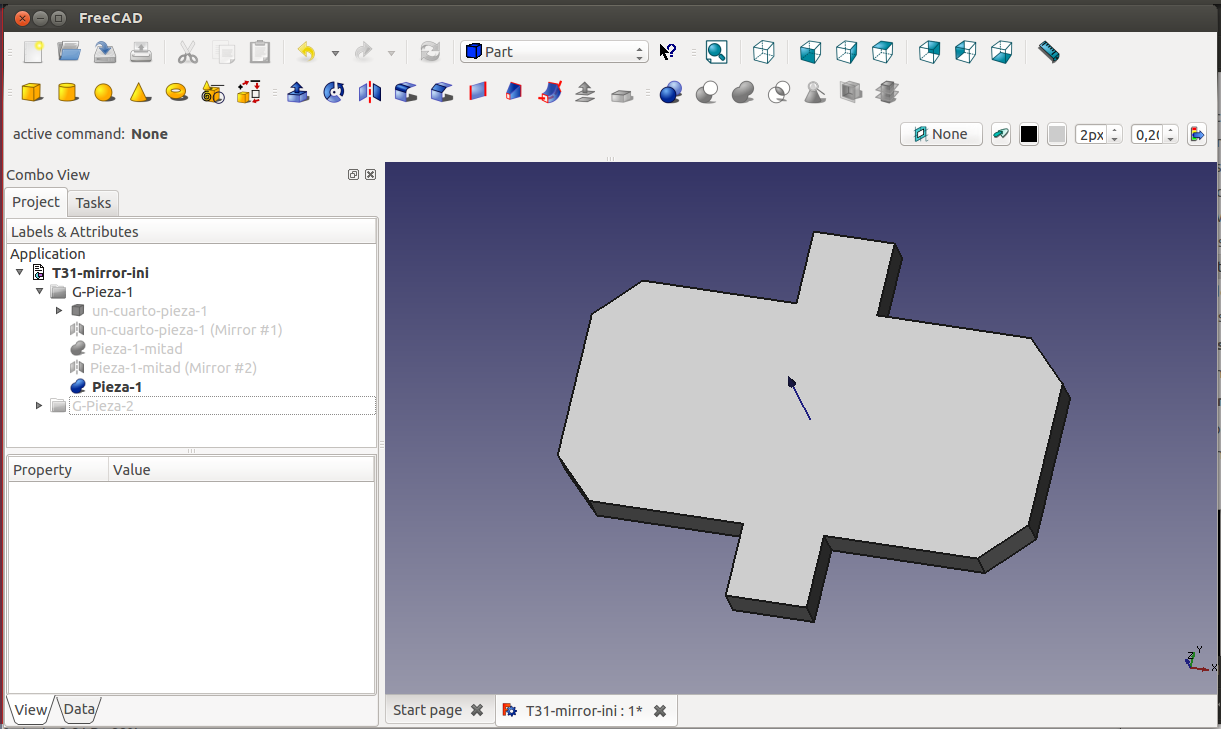 FreeCAD
Part
active command: None
None
2px
0,2(
Combo View
Project
Tasks
Labels & Attributes
Application
T31-mirror-ini
G-Pieza-1
un-cuarto-pieza-1
un-cuarto-pieza-1 (Mirror #1)
Pieza-1-mitad
Pieza-1-mitad (Mirror #2)
Pieza-1
G-Pieza-2
Property
Value
Y
Z
X
View
Data
Start page
T31-mirror-ini : 1*